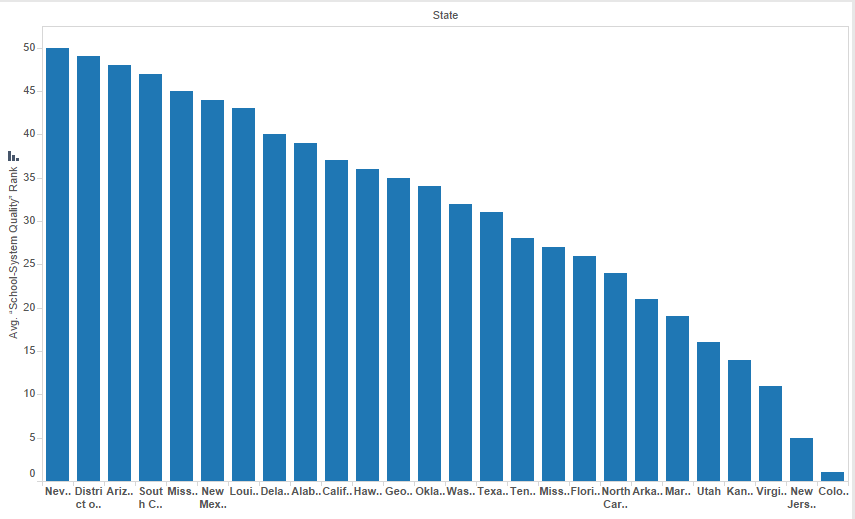 State
50
45
40
35
30
25
20
15
10
5
0
Avg. "School-System Quality" Rank
Nev.. Distri Ariz.. Sout Miss.. New Loui.. Dela.. Alab.. Calif.. Haw.. Geo.. Okla.. Was.. Texa.. Ten.. Miss.. Flori.. North Arka.. Mar.. Utah Kan.. Virgi.. New Colo..
ct o.. h C.. Mex.. Car.. Jers..